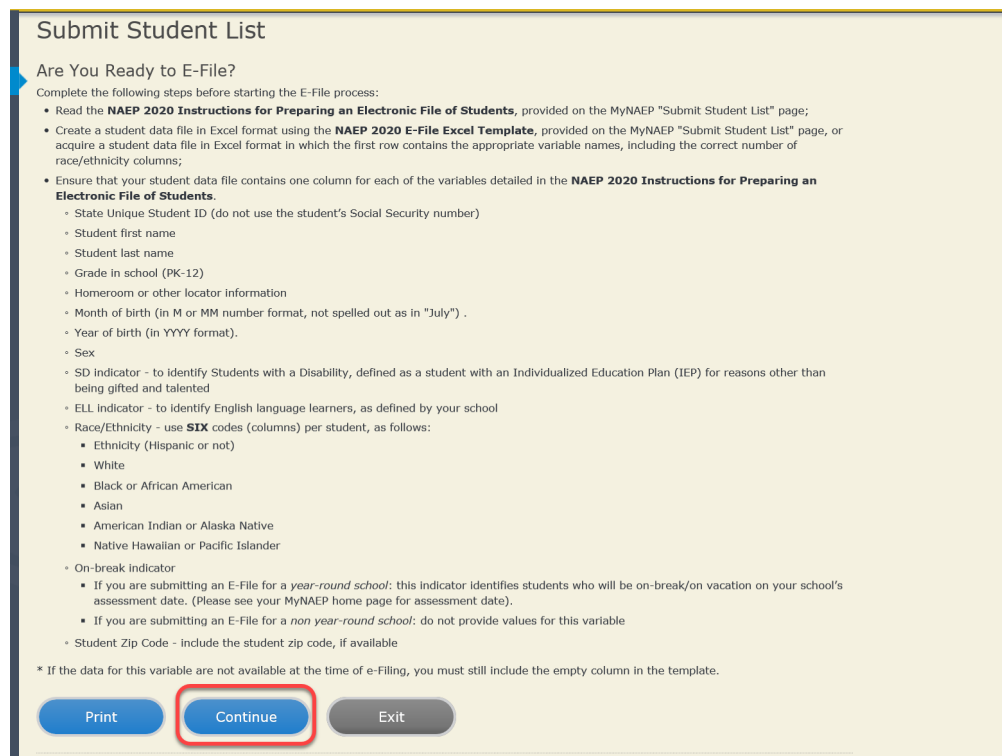 Submit Student List
Are You Ready to E-File?
Complete the following steps before starting the E-File process:
• Read the NAEP 2020 Instructions for Preparing an Electronic File of Students, provided on the MyNAEP "Submit Student List" page;
• Create a student data file in Excel format using the NAEP 2020 E-File Excel Template, provided on the MyNAEP "Submit Student List" page, or
acquire a student data file in Excel format in which the first row contains the appropriate variable names, including the correct number of
race/ethnicity columns;
• Ensure that your student data file contains one column for each of the variables detailed in the NAEP 2020 Instructions for Preparing an
Electronic File of Students.
◦ State Unique Student ID (do not use the student's Social Security number)
◦ Student first name
◦ Student last name
◦ Grade in school (PK-12)
◦ Homeroom or other locator information
◦ Month of birth (in M or MM number format, not spelled out as in "July") .
◦ Year of birth (in YYYY format).
◦ Sex
◦ SD indicator - to identify Students with a Disability, defined as a student with an Individualized Education Plan (IEP) for reasons other than
being gifted and talented
◦ ELL indicator - to identify English language learners, as defined by your school
◦ Race/Ethnicity - use SIX codes (columns) per student, as follows:
▪ Ethnicity (Hispanic or not)
▪ White
▪ Black or African American
▪ Asian
▪ American Indian or Alaska Native
▪ Native Hawaiian or Pacific Islander
◦ On-break indicator
▪ If you are submitting an E-File for a year-round school: this indicator identifies students who will be on-break/on vacation on your school's
assessment date. (Please see your MyNAEP home page for assessment date).
▪ If you are submitting an E-File for a non year-round school: do not provide values for this variable
◦ Student Zip Code - include the student zip code, if available
* If the data for this variable are not available at the time of e-Filing, you must still include the empty column in the template.
Print Continue Exit